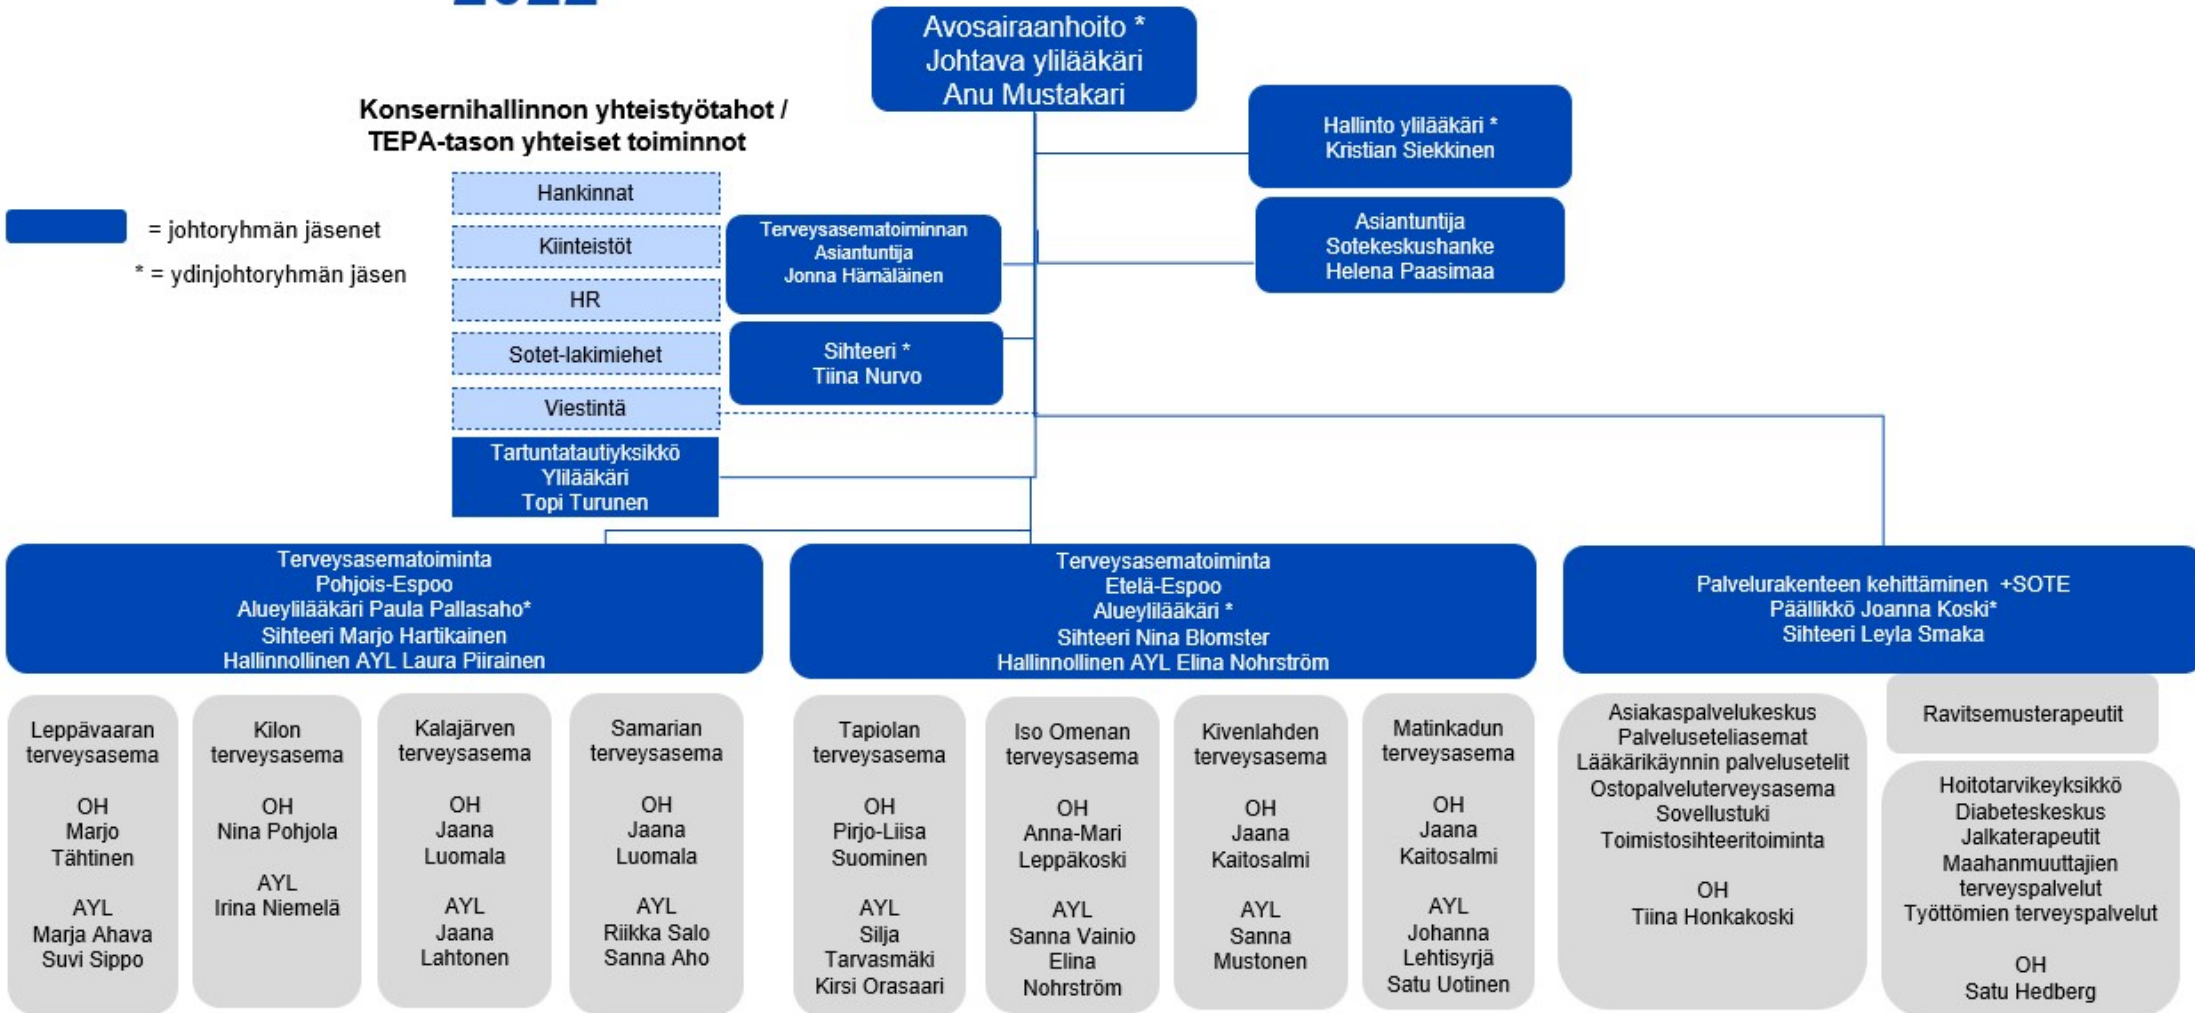 2022
Avosairaanhoito *
Johtava ylilääkäri
Anu Mustakari
Konsernihallinnon yhteistyötahot /
TEPA-tason yhteiset toiminnot
Hallinto ylilääkäri *
Kristian Siekkinen
Hankinnat
= johtoryhmän jäsenet
* = ydinjohtoryhmän jäsen
Kiinteistöt
HR
Sotet-lakimiehet
Viestintä
Terveysasematoiminnan
Asiantuntija
Jonna Hämäläinen
Asiantuntija
Sotekeskushanke
Helena Paasimaa
Sihteeri *
Tiina Nurvo
Tartuntatautiyksikkö
Ylilääkäri
Topi Turunen
Terveysasematoiminta
Pohjois-Espoo
Alueylilääkäri Paula Pallasaho*
Sihteeri Marjo Hartikainen
Hallinnollinen AYL Laura Piirainen
Terveysasematoiminta
Etelä-Espoo
Alueylilääkäri *
Sihteeri Nina Blomster
Hallinnollinen AYL Elina Nohrström
Palvelurakenteen kehittäminen +SOTE
Päällikkö Joanna Koski*
Sihteeri Leyla Smaka
Leppävaaran
terveysasema
OH
Marjo
Tähtinen
AYL
Marja Ahava
Suvi Sippo
Kilon
terveysasema
OH
Nina Pohjola
AYL
Irina Niemelä
Kalajärven
terveysasema
OH
Jaana
Luomala
AYL
Jaana
Lahtonen
Samarian
terveysasema
OH
Jaana
Luomala
AYL
Riikka Salo
Sanna Aho
Tapiolan
terveysasema
OH
Pirjo-Liisa
Suominen
AYL
Silja
Tarvasmäki
Kirsi Orasaari
Iso Omenan
terveysasema
OH
Anna-Mari
Leppäkoski
AYL
Sanna Vainio
Elina
Nohrström
Kivenlahden
terveysasema
OH
Jaana
Kaitosalmi
AYL
Sanna
Mustonen
Matinkadun
terveysasema
OH
Jaana
Kaitosalmi
AYL
Johanna
Lehtisyrjä
Satu Uotinen
Asiakaspalvelukeskus
Palveluseteliasemat
Lääkärikäynnin palvelusetelit
Ostopalveluterveysasema
Sovellustuki
Toimistosihteeritoiminta
OH
Tiina Honkakoski
Ravitsemusterapeutit
Hoitotarvikeyksikkö
Diabeteskeskus
Jalkaterapeutit
Maahanmuuttajien
terveyspalvelut
Työttömien terveyspalvelut
OH
Satu Hedberg